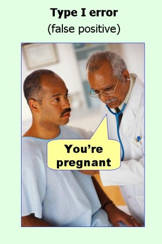 Type I error
(false positive)
You're
pregnant